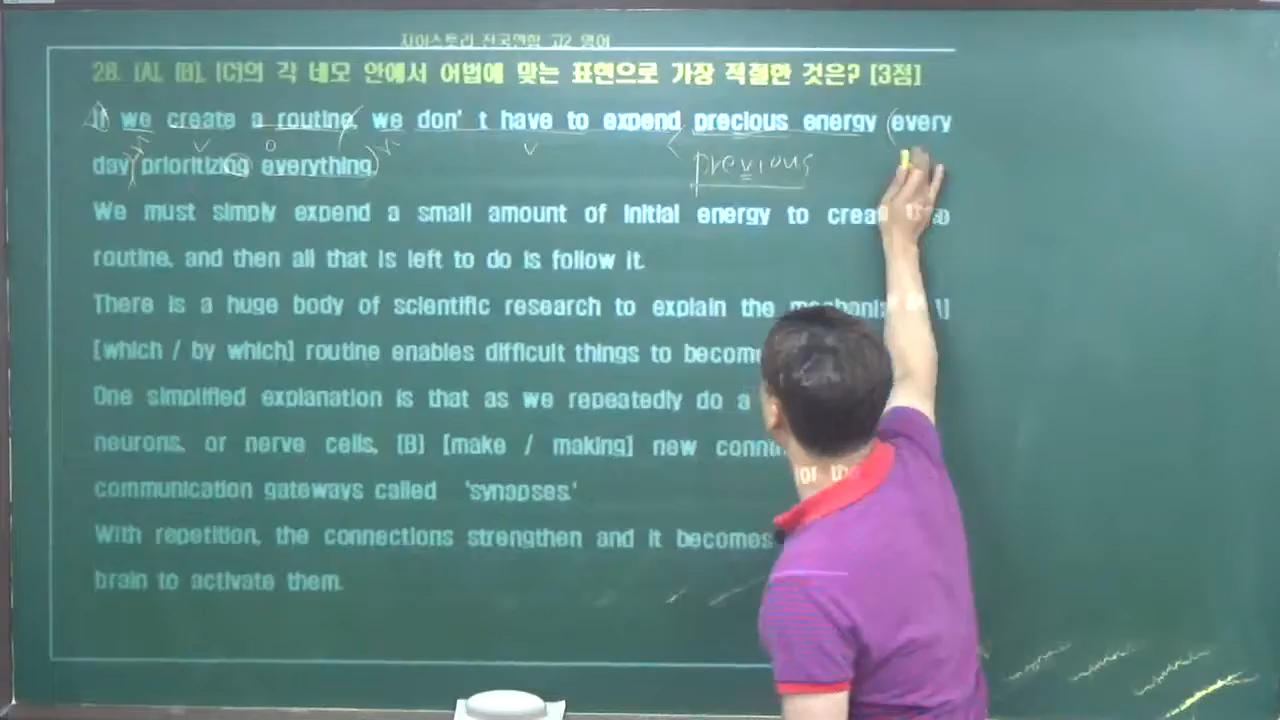 자이스토리 전국연합 고2 영어
28. [A], [B], [C]의 각 네모 안에서 어법에 맞는 표현으로 가장 적절한 것은? [3점]
If we create a routine, we don't have to expend precious energy every
day prioritizing everything.
previous
We must simply expend a small amount of initial energy to
routine, and then all that is left to do is follow it.
There is a huge body of scientific research to explain the
[which / by which] routine enables difficult things to become
One simplified explanation is that as we repeatedly do a
neurons, or nerve cells, [B] [make / making] new
communication gateways called 'synapses.'
With repetition, the connections strengthen and it becomes
brain to activate them.